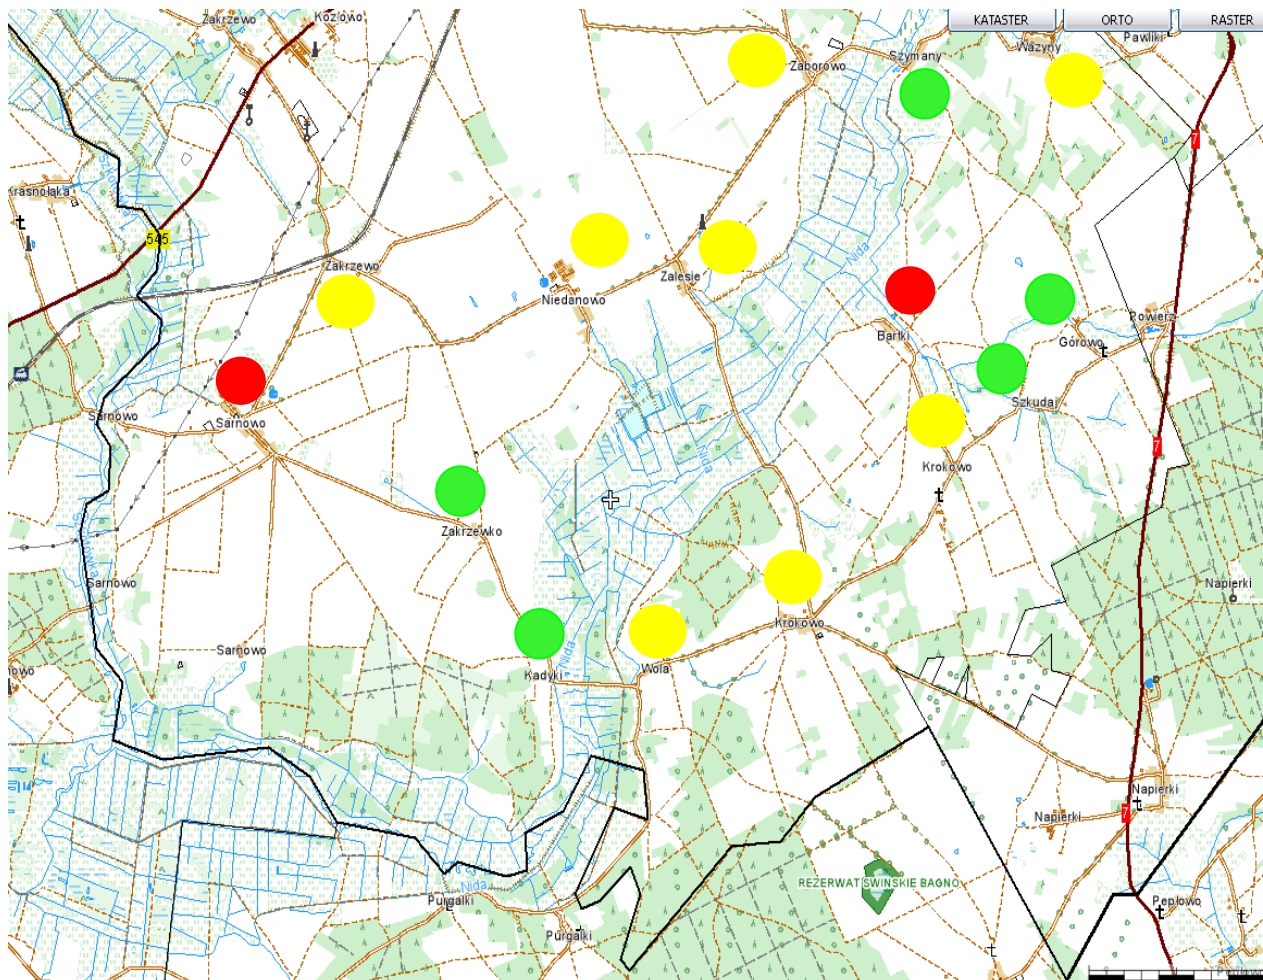 Zakrzewo
Kozłowo
KATASTER
ORTO
RASTER
Zaborowo
Szymany
Ważyny
Pawliki
7
Krasnołąka
545
Zakrzewo
Niedanowo
Zalesie
Nida
Bartki
Górowo
Powierz
Szkudaj
Sarnowo
Sarnowo
Krokowo
7
Nida
Zakrzewko
Sarnowo
Napierki
Sarnowo
Krokowo
Wola
Kadyki
Nida
Napierki
Napierki
7
REZERWAT ŚWIŃSKIE BAGNO
Nida
Purgałki
Purgałki
Pepłowo